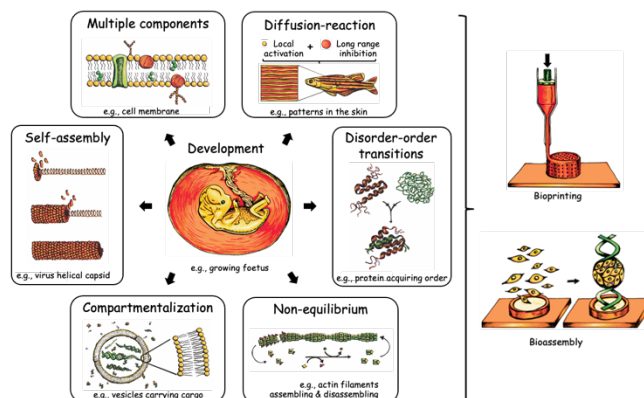 Multiple components
e.g., cell membrane
Diffusion-reaction
Local
activation
+
Long range
inhibition
e.g., patterns in the skin
Self-assembly
e.g., virus helical capsid
Development
e.g., growing foetus
Disorder-order
transitions
e.g., protein acquiring order
Compartmentalization
e.g., vesicles carrying cargo
Non-equilibrium
e.g., actin filaments
assembling & disassembling
Bioprinting
Bioassembly